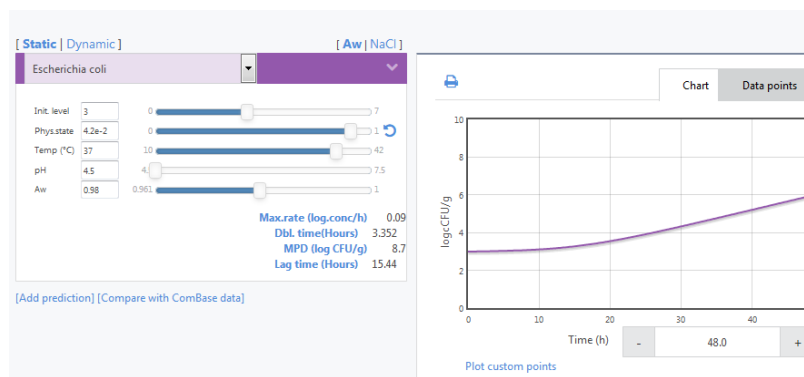 [ Static | Dynamic ]
[ Aw | NaCl ]
Escherichia coli
Init. level 3 0 7
Phys.state 4.2e-2 0 1
Temp (°C) 37 10 42
pH 4.5 4. 7.5
Aw 0.98 0.961 1
Max.rate (log.conc/h) 0.09
Dbl. time(Hours) 3.352
MPD (log CFU/g) 8.7
Lag time (Hours) 15.44
[Add prediction] [Compare with ComBase data]
Chart Data points
logcCFU/g
10
8
6
4
2
0
0 10 20 30 40
Time (h) - 48.0 +
Plot custom points